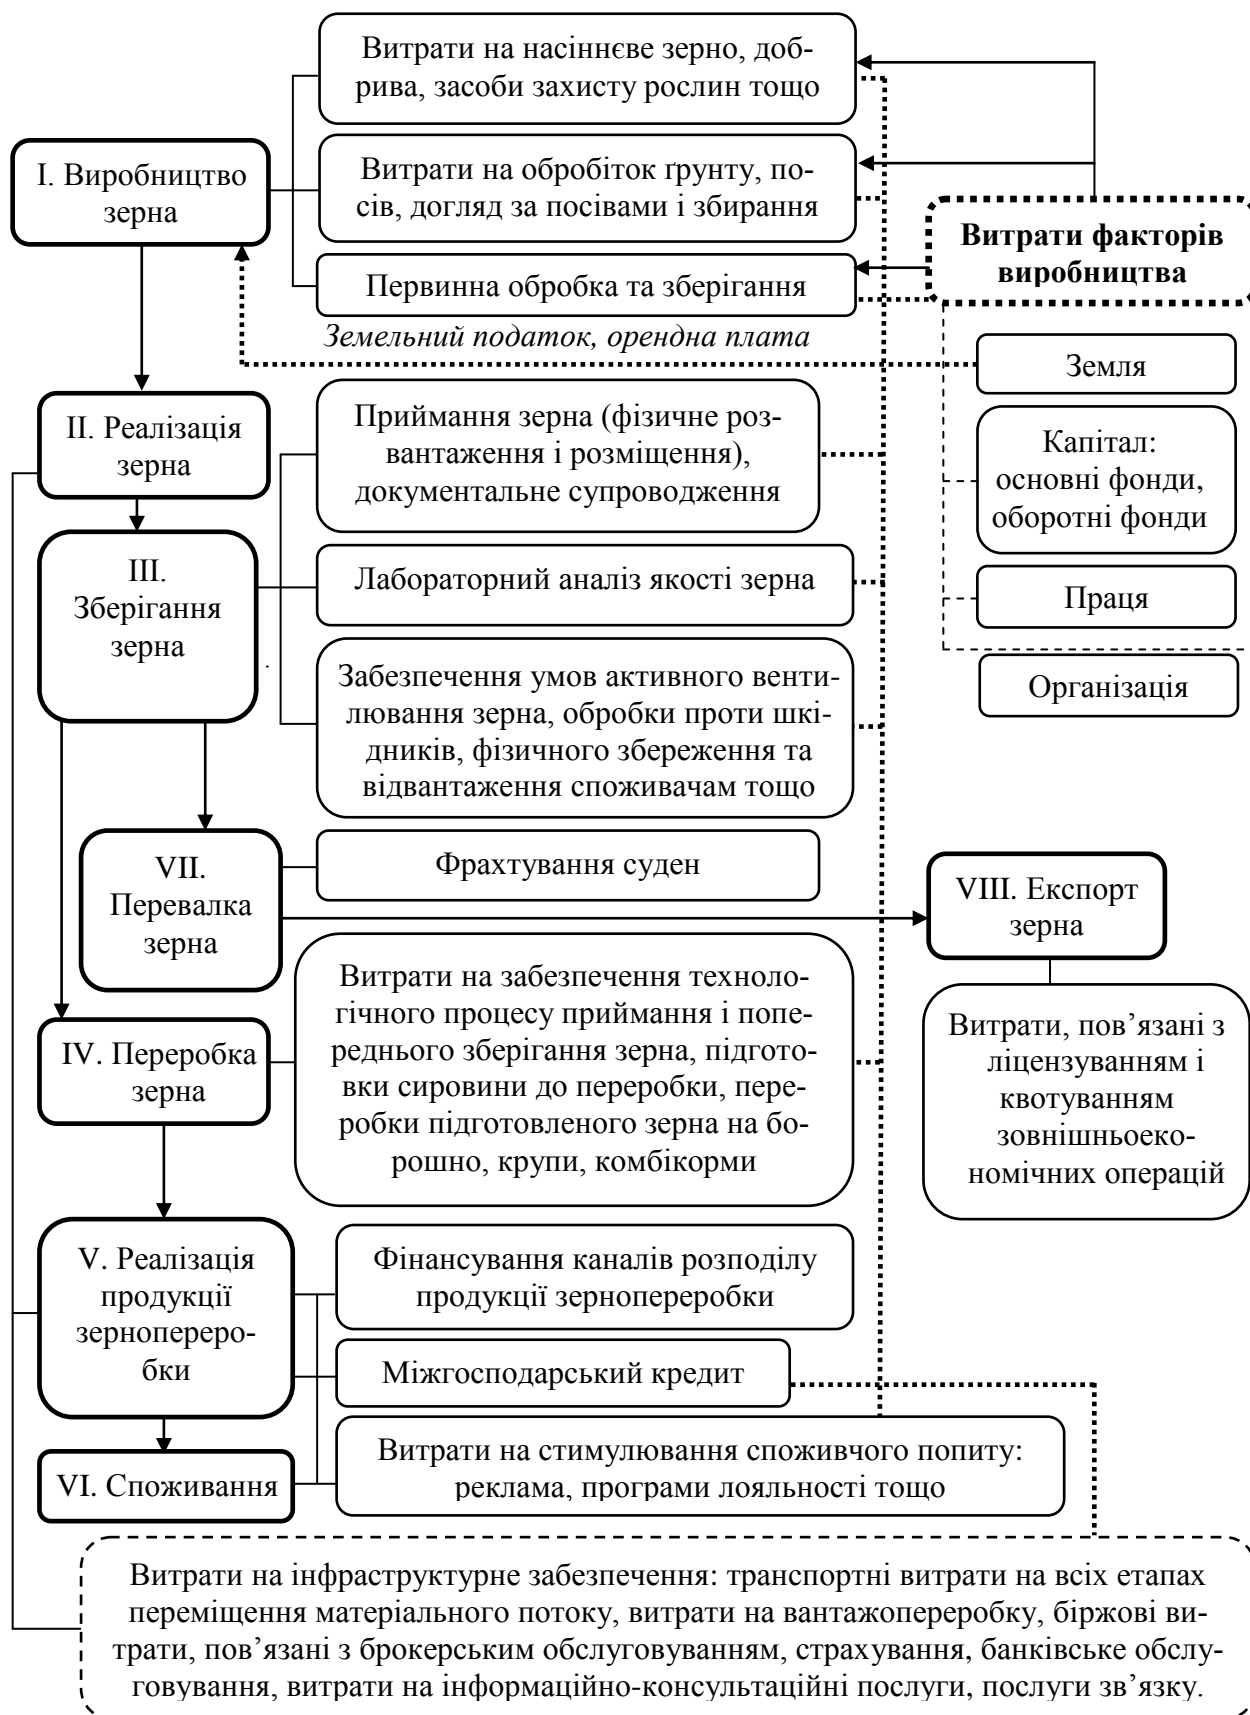 Витрати на насіннєве зерно, доб-
рива, засоби захисту рослин тощо
I. Виробництво
зерна
Витрати на обробіток ґрунту, по-
сів, догляд за посівами і збирання
Витрати факторів
виробництва
Первинна обробка та зберігання
Земельний податок, орендна плата
Земля
II. Реалізація
зерна
Приймання зерна (фізичне роз-
вантаження і розміщення),
документальне супроводження
Капітал:
основні фонди,
оборотні фонди
III.
Зберігання
зерна
Лабораторний аналіз якості зерна
Праця
Забезпечення умов активного венти-
лювання зерна, обробки проти шкі-
дників, фізичного збереження та
відвантаження споживачам тощо
Організація
VII.
Перевалка
зерна
Фрахтування суден
VIII. Експорт
зерна
Витрати на забезпечення техноло-
гічного процесу приймання і попе-
реднього зберігання зерна, підгото-
вки сировини до переробки, пере-
робки підготовленого зерна на бо-
рошно, крупи, комбікорми
IV. Переробка
зерна
Витрати, пов’язані з
ліцензуванням і
квотуванням
зовнішньоеко-
номічних операцій
V. Реалізація
продукції
зернoпереро-
бки
Фінансування каналів розподілу
продукції зернопереробки
Міжгосподарський кредит
VI. Споживання
Витрати на стимулювання споживчого попиту:
реклама, програми лояльності тощо
Витрати на інфраструктурне забезпечення: транспортні витрати на всіх етапах
переміщення матеріального потоку, витрати на вантажопереробку, біржові ви-
трати, пов’язані з брокерським обслуговуванням, страхування, банківське обслу-
говування, витрати на інформаційно-консультаційні послуги, послуги зв’язку.